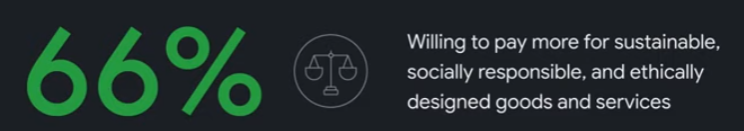 66%
Willing to pay more for sustainable,
socially responsible, and ethically
designed goods and services